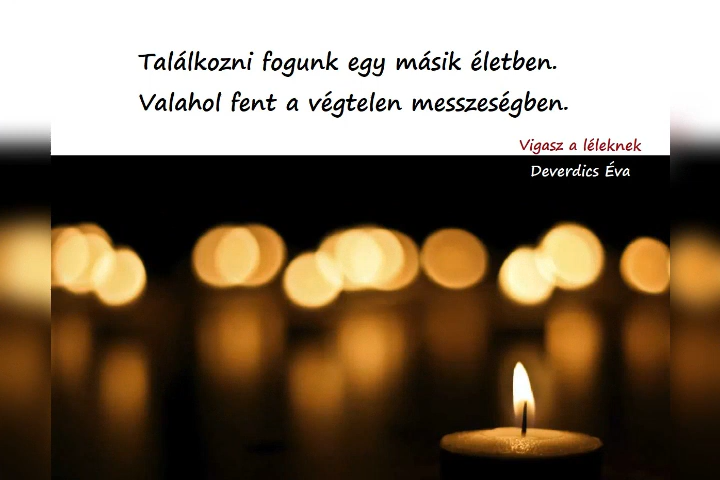 Találkozni fogunk egy másik életben.
Valahol fent a végtelen messzeségben.
Vigasz a léleknek
Deverdics Éva